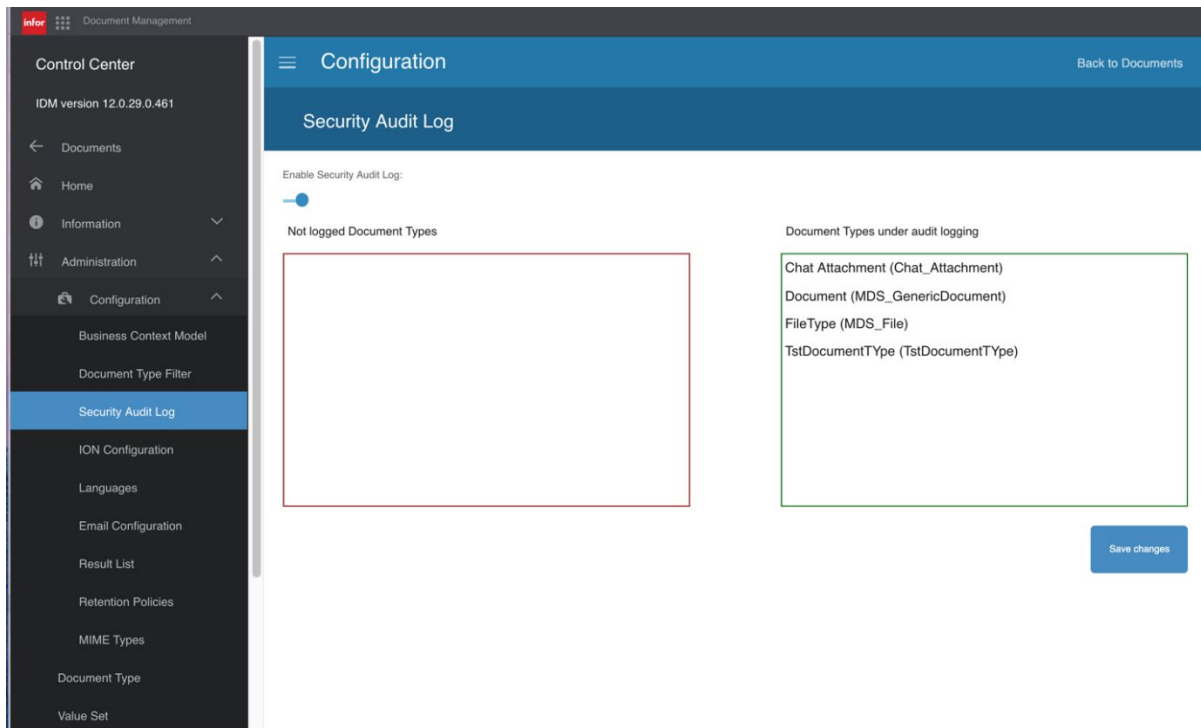 infor Document Management
Control Center
IDM version 12.0.29.0.461
Documents
Home
Information
Administration
Configuration
Business Context Model
Document Type Filter
Security Audit Log
ION Configuration
Languages
Email Configuration
Result List
Retention Policies
MIME Types
Document Type
Value Set
Configuration
Back to Documents
Security Audit Log
Enable Security Audit Log:
Not logged Document Types
Document Types under audit logging
Chat Attachment (Chat_Attachment)
Document (MDS_GenericDocument)
FileType (MDS_File)
TstDocumentTYpe (TstDocumentTYpe)
Save changes